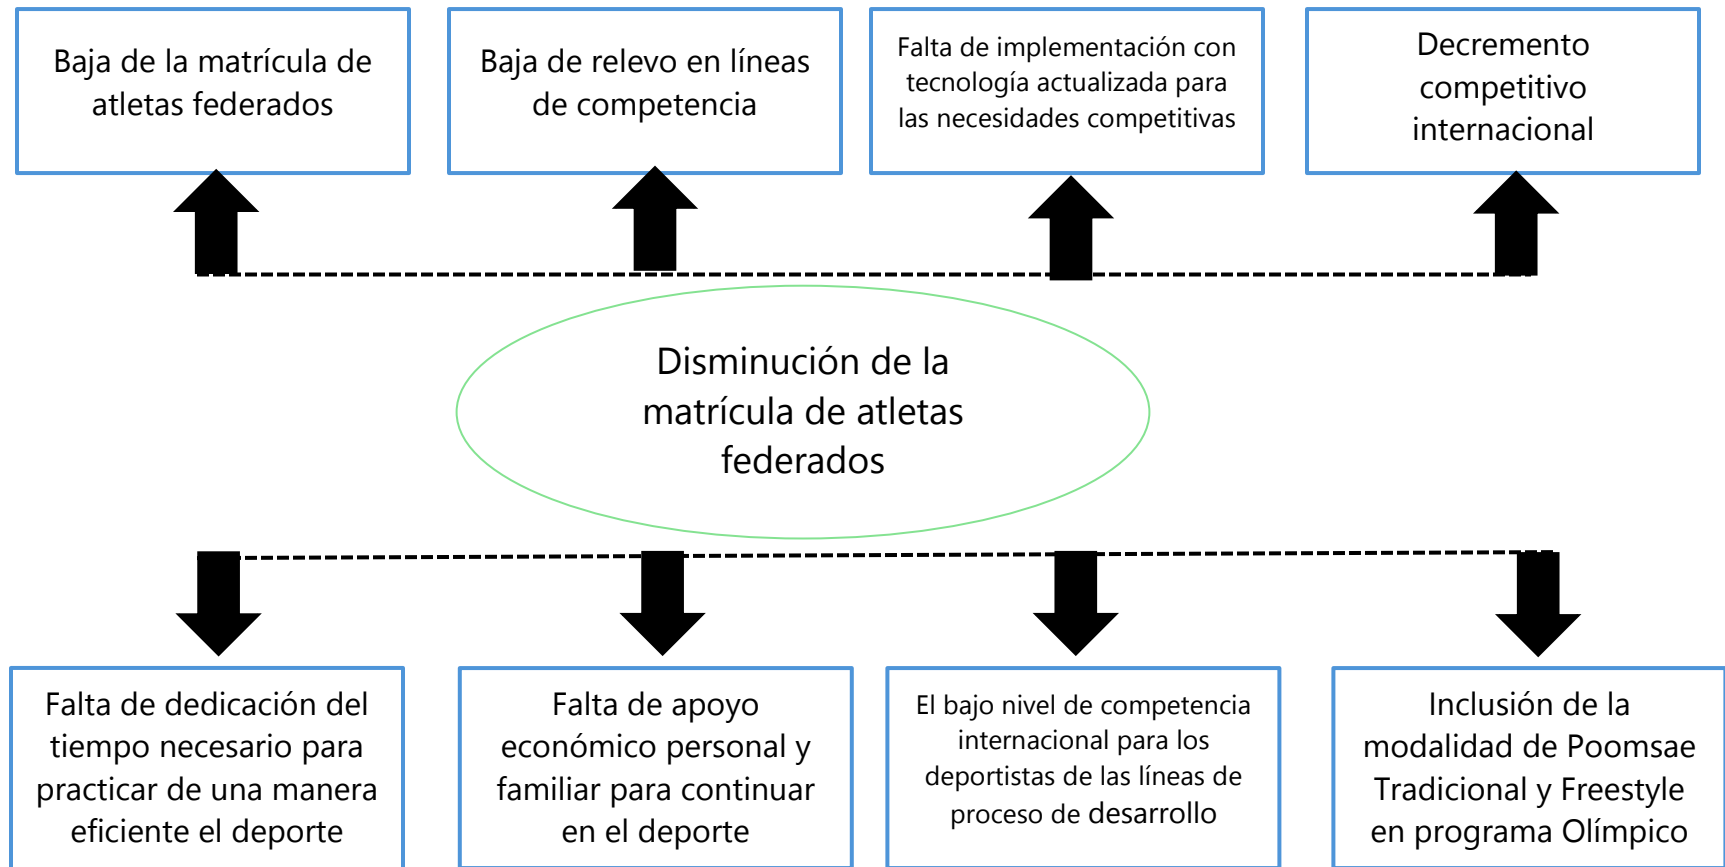 Baja de la matrícula de
atletas federados
Baja de relevo en líneas
de competencia
Falta de implementación con
tecnología actualizada para
las necesidades competitivas
Decremento
competitivo
internacional
Disminución de la
matrícula de atletas
federados
Falta de dedicación del
tiempo necesario para
practicar de una manera
eficiente el deporte
Falta de apoyo
económico personal y
familiar para continuar
en el deporte
El bajo nivel de competencia
internacional para los
deportistas de las líneas de
proceso de desarrollo
Inclusión de la
modalidad de Poomsae
Tradicional y Freestyle
en programa Olímpico